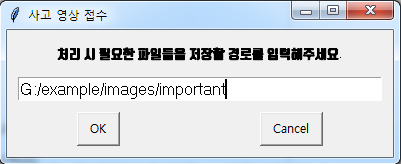 사고 영상 접수
처리 시 필요한 파일들을 저장할 경로를 입력해주세요.
G:/example/images/important
OK
Cancel